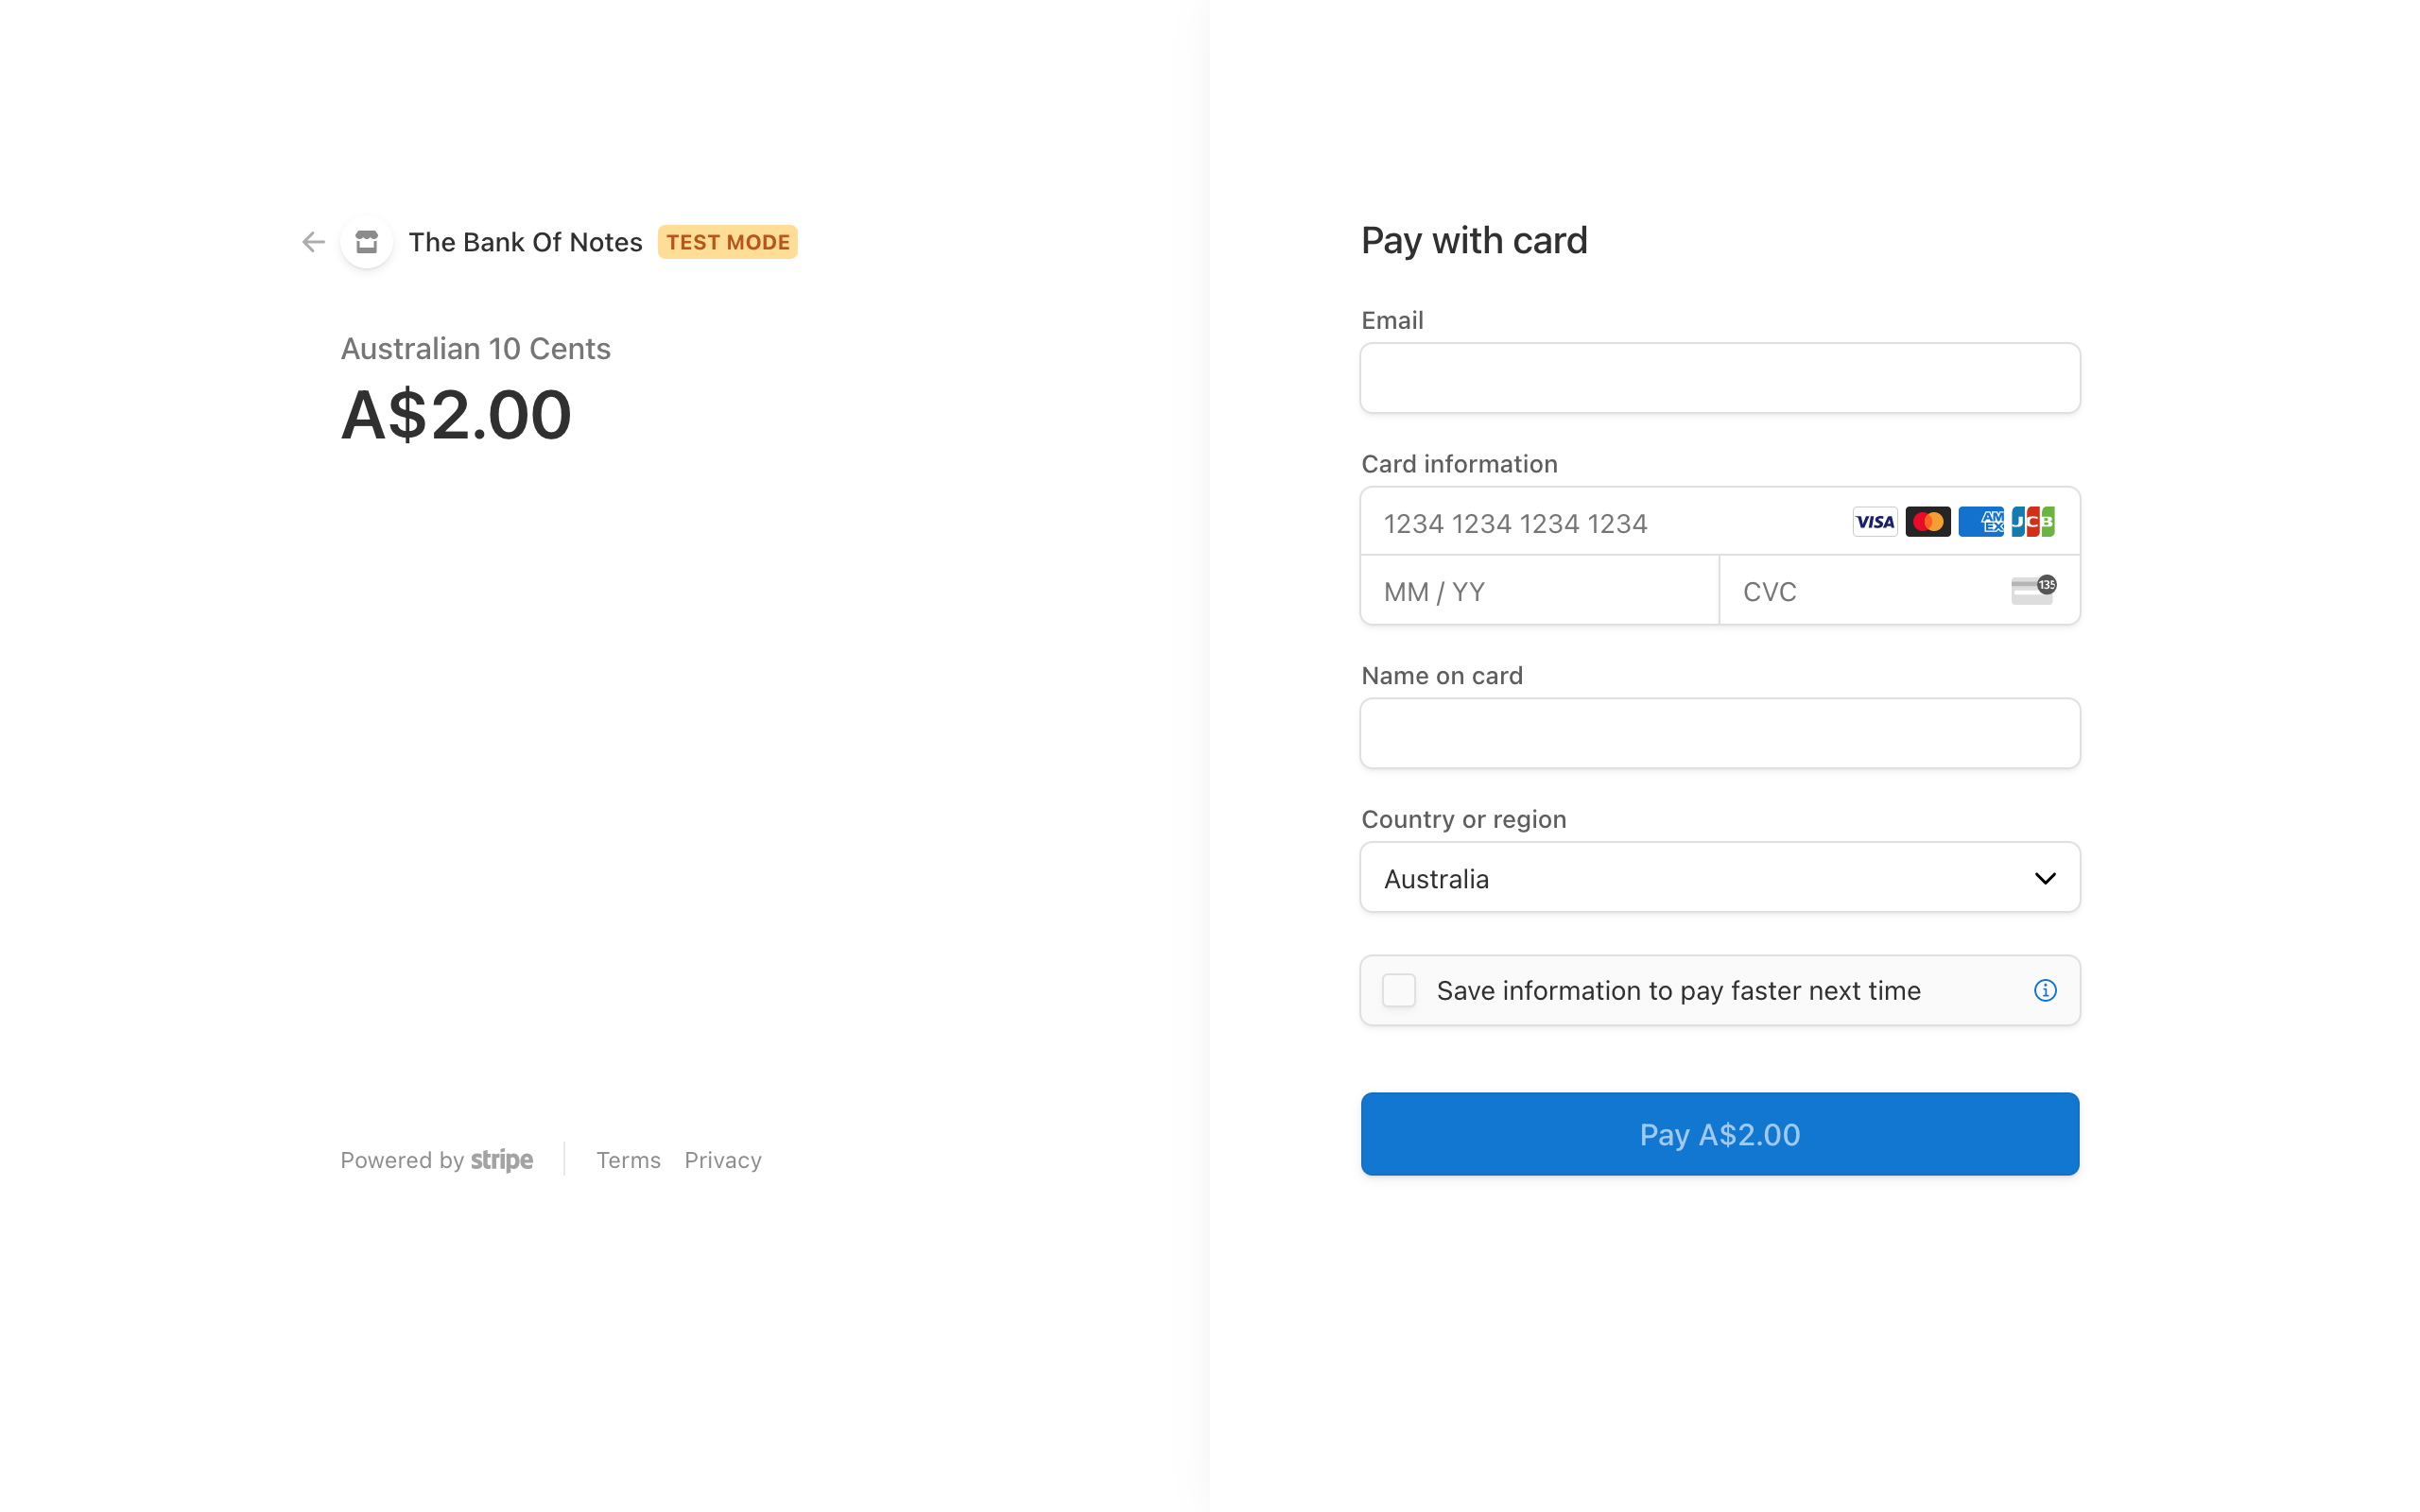 The Bank Of Notes TEST MODE
Australian 10 Cents
A$2.00
Powered by stripe Terms Privacy
Pay with card
Email
Card information
1234 1234 1234 1234 VISA AMEX JCB
MM / YY CVC 135
Name on card
Country or region
Australia
Save information to pay faster next time
Pay A$2.00